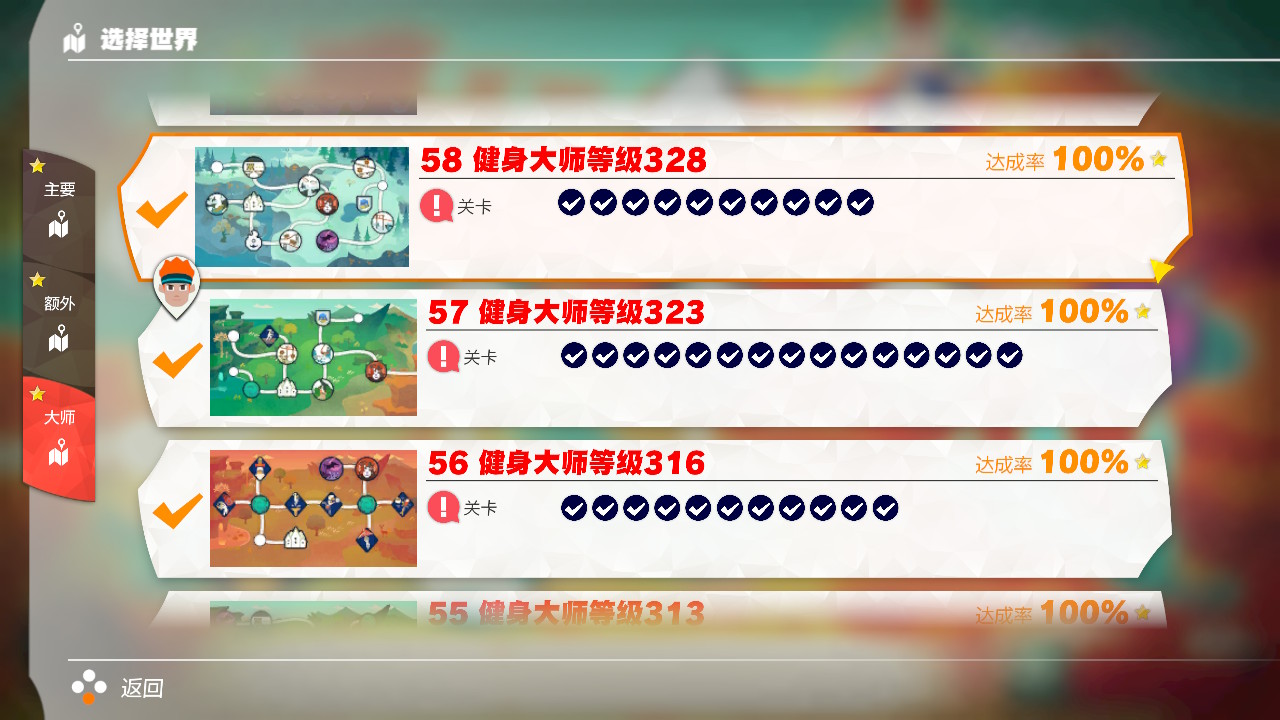 选择世界
主要
额外
大师
58 健身大师等级328
达成率 100%
关卡
57 健身大师等级323
达成率 100%
关卡
56 健身大师等级316
达成率 100%
关卡
55 健身大师等级313
达成率 100%
返回